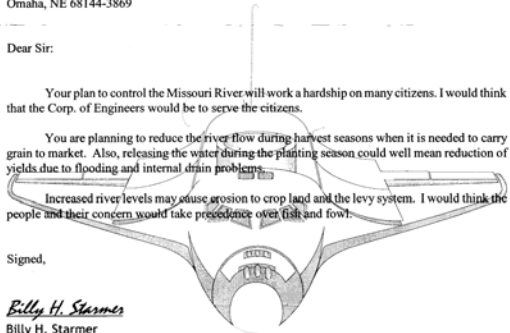 Omaha, NE 68144-3869
Dear Sir:
Your plan to control the Missouri River will work a hardship on many citizens. I would think
that the Corp. of Engineers would be to serve the citizens.
You are planning to reduce the river flow during harvest seasons when it is needed to carry
grain to market. Also, releasing the water during the planting season could well mean reduction of
yields due to flooding and internal drain problems.
Increased river levels may cause erosion to crop land and the levy system. I would think the
people and their concern would take precedence over fish and fowl.
Signed,
Billy H. Starmer
Billy H. Starmer